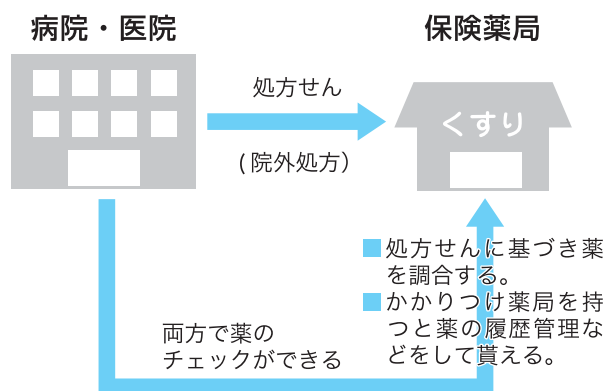 病院・医院
保険薬局
処方せん
くすり
(院外処方)
■処方せんに基づき薬
を調合する。
■かかりつけ薬局を持
つと薬の履歴管理な
どをして貰える。
両方で薬の
チェックができる